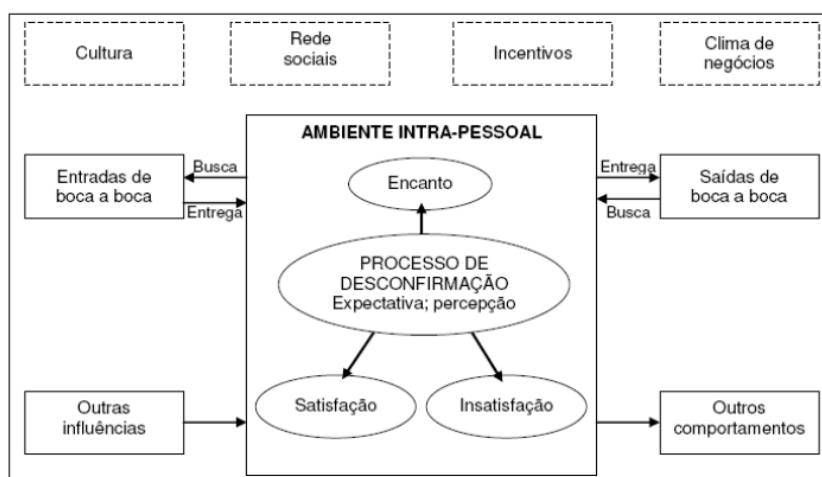 Cultura
Rede
sociais
Incentivos
Clima de
negócios
AMBIENTE INTRA-PESSOAL
Entradas de
boca a boca
Busca
Entrega
Encanto
Entrega
Busca
Saídas de
boca a boca
PROCESSO DE
DESCONFIRMAÇÃO
Expectativa; percepção
Outras
influências
Satisfação
Insatisfação
Outros
comportamentos